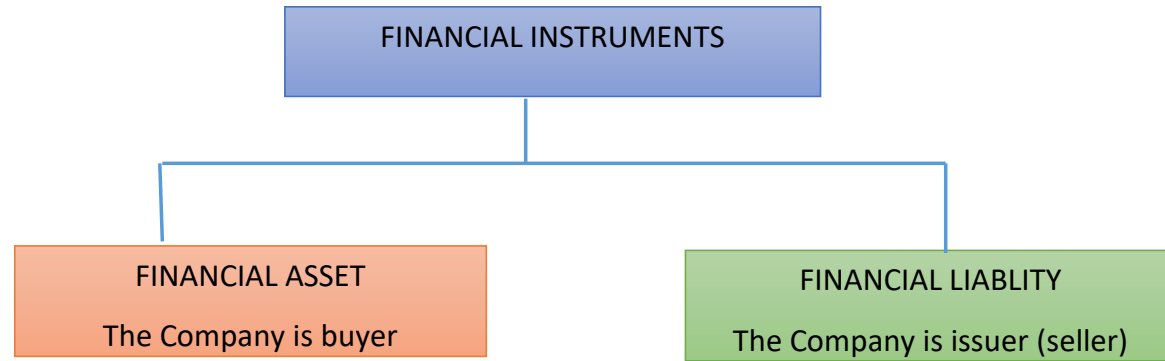 FINANCIAL INSTRUMENTS
FINANCIAL ASSET
The Company is buyer
FINANCIAL LIABLITY
The Company is issuer (seller)